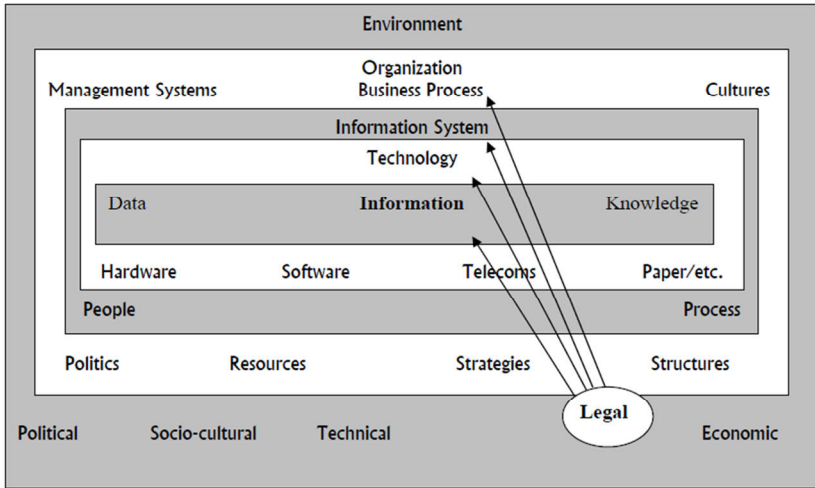 Environment
Organization
Management Systems Business Process Cultures
Information System
Technology
Data Information Knowledge
Hardware Software Telecoms Paper/etc.
People Process
Politics Resources Strategies Structures
Legal
Political Socio-cultural Technical Economic